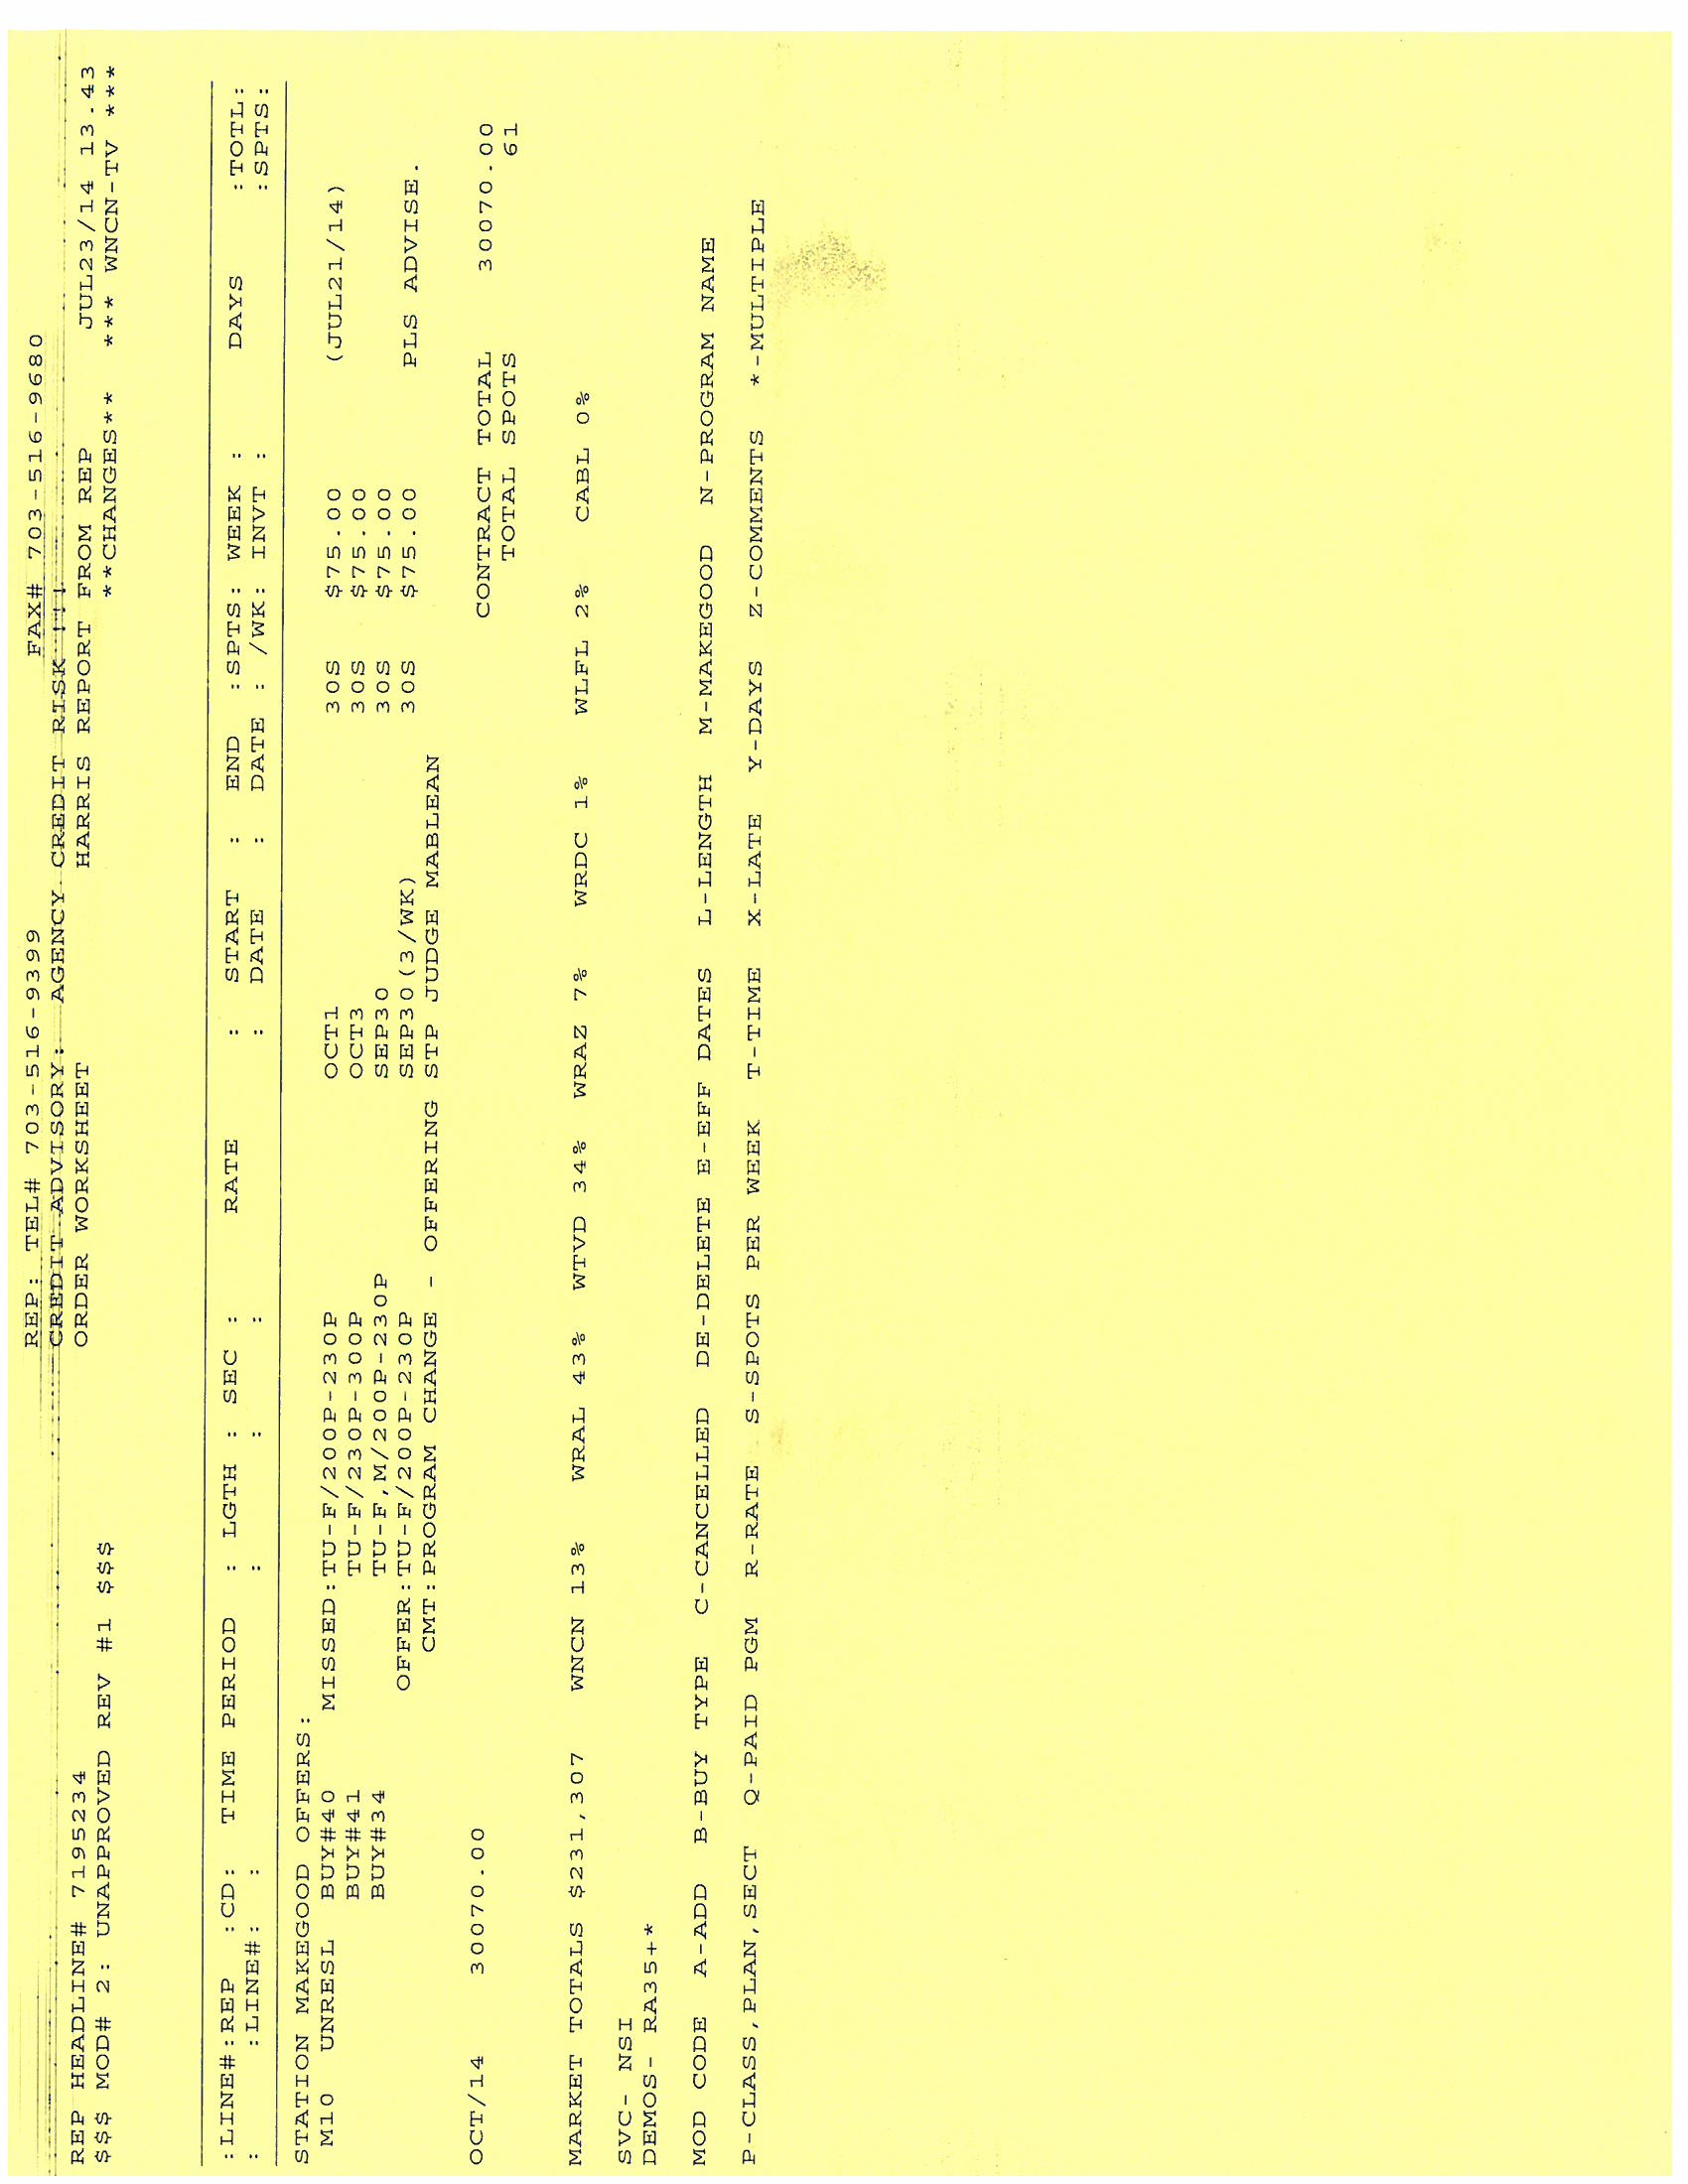 REP: TEL# 703-516-9399 FAX# 703-516-9680
CREDIT ADVISORY: AGENCY CREDIT RISK !!!
REP HEADLINE# 7195234 ORDER WORKSHEET HARRIS REPORT FROM REP JUL23/14 13.43
$$$ MOD# 2: UNAPPROVED REV #1 $$$ **CHANGES** *** WNCN-TV ***
:LINE#:REP :CD: TIME PERIOD : LGTH : SEC : RATE : START : END :SPTS: WEEK : DAYS :TOTL:
: :LINE#: : : : : : DATE : DATE : /WK: INVT : :SPTS:
STATION MAKEGOOD OFFERS:
M10 UNRESL BUY#40 MISSED:TU-F/200P-230P OCT1 30S $75.00 (JUL21/14)
BUY#41 TU-F/230P-300P OCT3 30S $75.00
BUY#34 TU-F,M/200P-230P SEP30 30S $75.00
OFFER:TU-F/200P-230P SEP30(3/WK) 30S $75.00 PLS ADVISE.
CMT:PROGRAM CHANGE - OFFERING STP JUDGE MABLEAN
OCT/14 30070.00 CONTRACT TOTAL 30070.00
TOTAL SPOTS 61
MARKET TOTALS $231,307 WNCN 13% WRAL 43% WTVD 34% WRAZ 7% WRDC 1% WLFL 2% CABL 0%
SVC- NSI
DEMOS- RA35+*
MOD CODE A-ADD B-BUY TYPE C-CANCELLED DE-DELETE E-EFF DATES L-LENGTH M-MAKEGOOD N-PROGRAM NAME
P-CLASS,PLAN,SECT Q-PAID PGM R-RATE S-SPOTS PER WEEK T-TIME X-LATE Y-DAYS Z-COMMENTS *-MULTIPLE